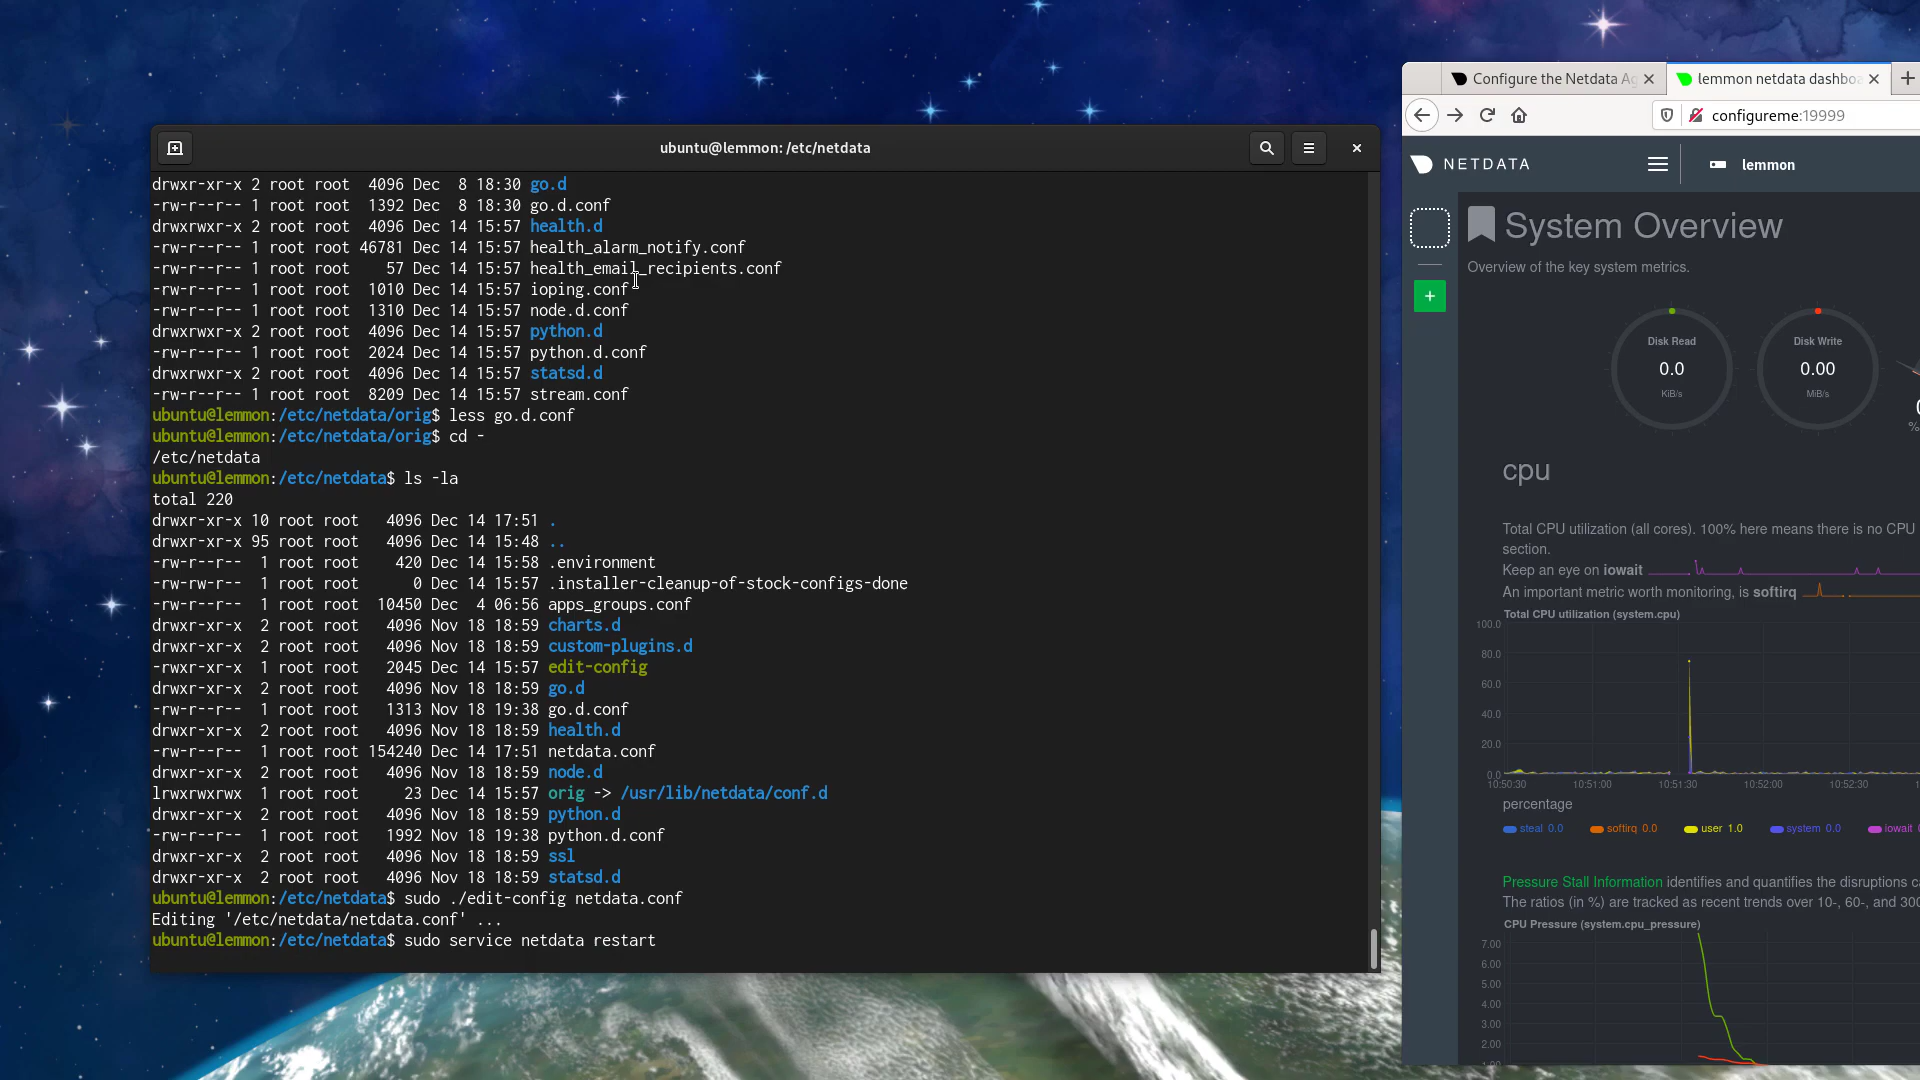 ubuntu@lemmon: /etc/netdata
drwxr-xr-x 2 root root  4096 Dec  8 18:30 go.d
-rw-r--r-- 1 root root  1392 Dec  8 18:30 go.d.conf
drwxrwxr-x 2 root root  4096 Dec 14 15:57 health.d
-rw-r--r-- 1 root root 46781 Dec 14 15:57 health_alarm_notify.conf
-rw-r--r-- 1 root root    57 Dec 14 15:57 health_email_recipients.conf
-rw-r--r-- 1 root root  1010 Dec 14 15:57 ioping.conf
-rw-r--r-- 1 root root  1310 Dec 14 15:57 node.d.conf
drwxrwxr-x 2 root root  4096 Dec 14 15:57 python.d
-rw-r--r-- 1 root root  2024 Dec 14 15:57 python.d.conf
drwxrwxr-x 2 root root  4096 Dec 14 15:57 statsd.d
-rw-r--r-- 1 root root  8209 Dec 14 15:57 stream.conf
ubuntu@lemmon:/etc/netdata/orig$ less go.d.conf
ubuntu@lemmon:/etc/netdata/orig$ cd -
/etc/netdata
ubuntu@lemmon:/etc/netdata$ ls -la
total 220
drwxr-xr-x 10 root root   4096 Dec 14 17:51 .
drwxr-xr-x 95 root root   4096 Dec 14 15:48 ..
-rw-r--r--  1 root root    420 Dec 14 15:58 .environment
-rw-rw-r--  1 root root      0 Dec 14 15:57 .installer-cleanup-of-stock-configs-done
-rw-r--r--  1 root root  10450 Dec  4 06:56 apps_groups.conf
drwxr-xr-x  2 root root   4096 Nov 18 18:59 charts.d
drwxr-xr-x  2 root root   4096 Nov 18 18:59 custom-plugins.d
-rwxr-xr-x  1 root root   2045 Dec 14 15:57 edit-config
drwxr-xr-x  2 root root   4096 Nov 18 18:59 go.d
-rw-r--r--  1 root root   1313 Nov 18 19:38 go.d.conf
drwxr-xr-x  2 root root   4096 Nov 18 18:59 health.d
-rw-r--r--  1 root root 154240 Dec 14 17:51 netdata.conf
drwxr-xr-x  2 root root   4096 Nov 18 18:59 node.d
lrwxrwxrwx  1 root root     23 Dec 14 15:57 orig -> /usr/lib/netdata/conf.d
drwxr-xr-x  2 root root   4096 Nov 18 18:59 python.d
-rw-r--r--  1 root root   1992 Nov 18 19:38 python.d.conf
drwxr-xr-x  2 root root   4096 Nov 18 18:59 ssl
drwxr-xr-x  2 root root   4096 Nov 18 18:59 statsd.d
ubuntu@lemmon:/etc/netdata$ sudo ./edit-config netdata.conf
Editing '/etc/netdata/netdata.conf' ...
ubuntu@lemmon:/etc/netdata$ sudo service netdata restart
Configure the Netdata Ag
lemmon netdata dashbo
configureme:19999
NETDATA
lemmon
System Overview
Overview of the key system metrics.
Disk Read
0.0
KiB/s
Disk Write
0.00
MiB/s
%
cpu
Total CPU utilization (all cores). 100% here means there is no CPU
section.
Keep an eye on iowait
An important metric worth monitoring, is softirq
Total CPU utilization (system.cpu)
100.0
80.0
60.0
40.0
20.0
0.0
10:50:30 10:51:00 10:51:30 10:52:00 10:52:30
percentage
steal 0.0 softirq 0.0 user 1.0 system 0.0 iowait
Pressure Stall Information identifies and quantifies the disruptions
The ratios (in %) are tracked as recent trends over 10-, 60-, and 300
CPU Pressure (system.cpu_pressure)
7.00
6.00
5.00
4.00
3.00
2.00
1.00